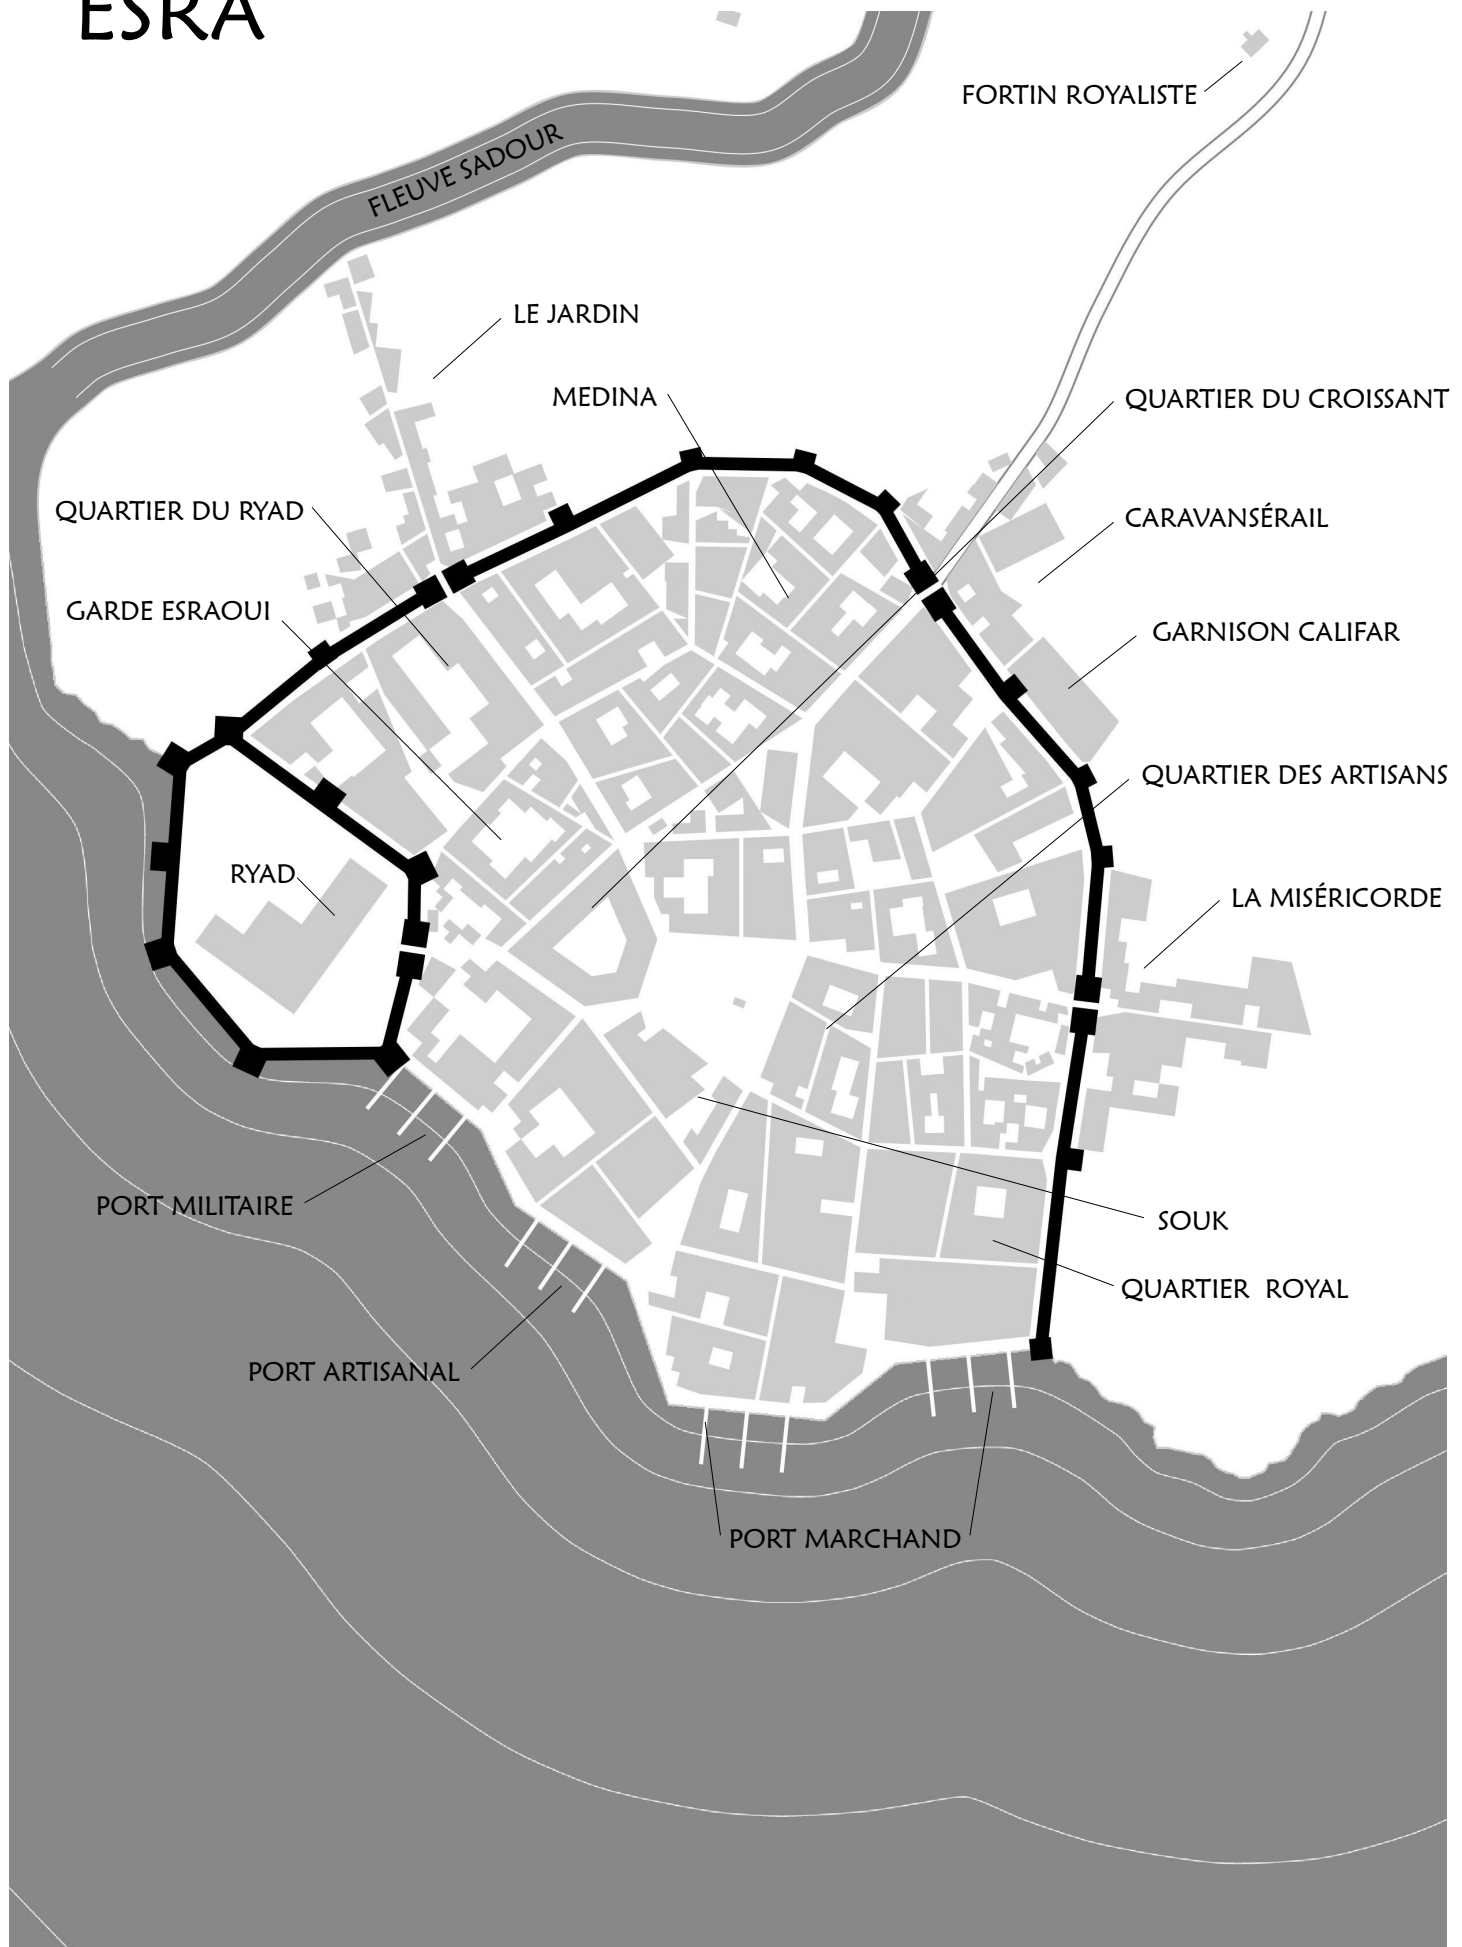 ESRA
FORTIN ROYALISTE
FLEUVE SADOUR
LE JARDIN
MEDINA
QUARTIER DU CROISSANT
QUARTIER DU RYAD
CARAVANSÉRAIL
GARDE ESRAOUI
GARNISON CALIFAR
QUARTIER DES ARTISANS
RYAD
LA MISÉRICORDE
PORT MILITAIRE
SOUK
QUARTIER ROYAL
PORT ARTISANAL
PORT MARCHAND